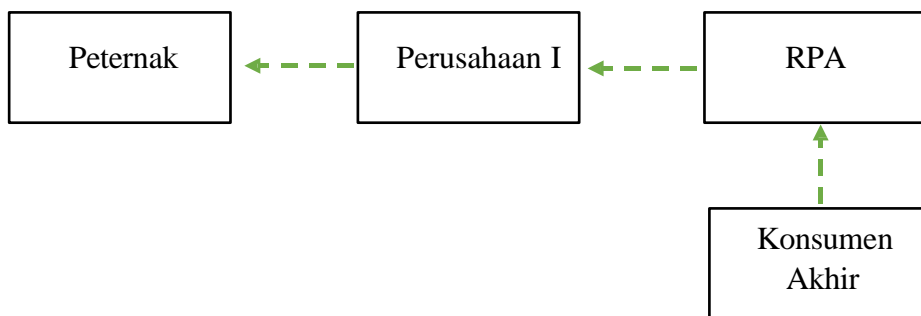 Peternak
Perusahaan I
RPA
Konsumen
Akhir